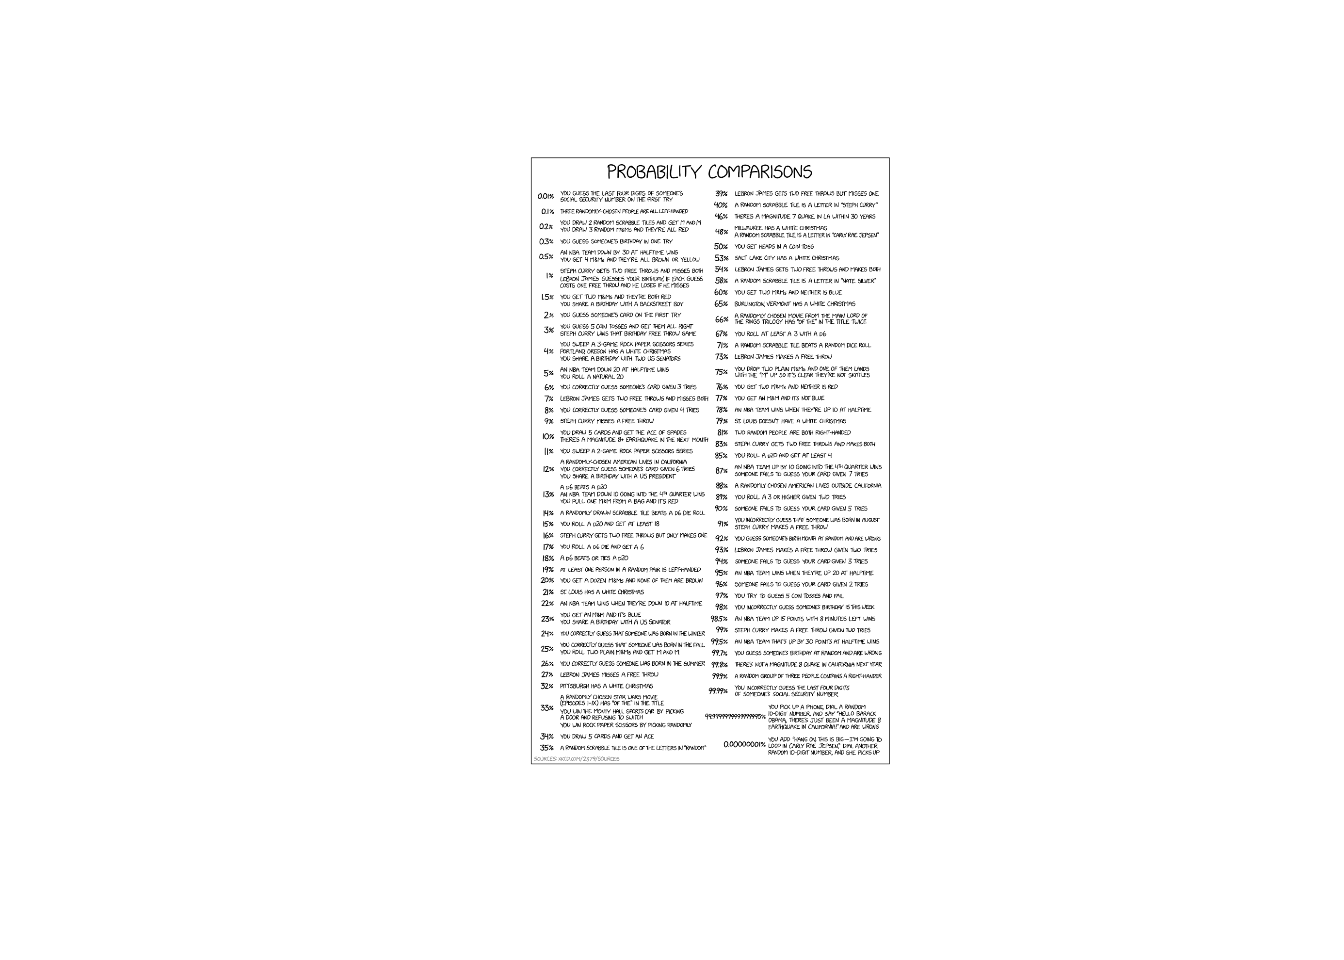 PROBABILITY COMPARISONS
0.01% YOU GUESS THE LAST FOUR DIGITS OF SOMEONE'S
SOCIAL SECURITY NUMBER ON THE FIRST TRY
0.1% THREE RANDOMLY-CHOSEN PEOPLE ARE ALL LEFT-HANDED
0.2% YOU DRAW 2 RANDOM SCRABBLE TILES AND GET M AND M
YOU DRAW 3 RANDOM M&MS AND THEY'RE ALL RED
0.3% YOU GUESS SOMEONE'S BIRTHDAY IN ONE TRY
0.5% AN NBA TEAM DOWN BY 30 AT HALFTIME WINS
YOU GET 4 M&MS AND THEY'RE ALL BROWN OR YELLOW
1% STEPH CURRY GETS TWO FREE THROWS AND MISSES BOTH
LEBRON JAMES GUESSES YOUR BIRTHDAY, IF EACH GUESS
COSTS ONE FREE THROW AND HE LOSES IF HE MISSES
1.5% YOU GET TWO M&MS AND THEY'RE BOTH RED
YOU SHARE A BIRTHDAY WITH A BACKSTREET BOY
2% YOU GUESS SOMEONE'S CARD ON THE FIRST TRY
3% YOU GUESS 5 COIN TOSSES AND GET THEM ALL RIGHT
STEPH CURRY WINS THAT BIRTHDAY FREE THROW GAME
4% YOU SWEEP A 3-GAME ROCK PAPER SCISSORS SERIES
PORTLAND, OREGON HAS A WHITE CHRISTMAS
YOU SHARE A BIRTHDAY WITH TWO US SENATORS
5% AN NBA TEAM DOWN 20 AT HALFTIME WINS
YOU ROLL A NATURAL 20
6% YOU CORRECTLY GUESS SOMEONE'S CARD GIVEN 3 TRIES
7% LEBRON JAMES GETS TWO FREE THROWS AND MISSES BOTH
8% YOU CORRECTLY GUESS SOMEONE'S CARD GIVEN 4 TRIES
9% STEPH CURRY MISSES A FREE THROW
10% YOU DRAW 5 CARDS AND GET THE ACE OF SPADES
THERE'S A MAGNITUDE 8+ EARTHQUAKE IN THE NEXT MONTH
11% YOU SWEEP A 2-GAME ROCK PAPER SCISSORS SERIES
12% A RANDOMLY-CHOSEN AMERICAN LIVES IN CALIFORNIA
YOU CORRECTLY GUESS SOMEONE'S CARD GIVEN 6 TRIES
YOU SHARE A BIRTHDAY WITH A US PRESIDENT
13% A D6 BEATS A D20
AN NBA TEAM DOWN 10 GOING INTO THE 4TH QUARTER WINS
YOU PULL ONE M&M FROM A BAG AND IT'S RED
14% A RANDOMLY DRAWN SCRABBLE TILE BEATS A D6 DIE ROLL
15% YOU ROLL A D20 AND GET AT LEAST 18
16% STEPH CURRY GETS TWO FREE THROWS BUT ONLY MAKES ONE
17% YOU ROLL A D6 DIE AND GET A 6
18% A D6 BEATS OR TIES A D20
19% AT LEAST ONE PERSON IN A RANDOM PAIR IS LEFT-HANDED
20% YOU GET A DOZEN M&MS AND NONE OF THEM ARE BROWN
21% ST. LOUIS HAS A WHITE CHRISTMAS
22% AN NBA TEAM WINS WHEN THEY'RE DOWN 10 AT HALFTIME
23% YOU GET AN M&M AND IT'S BLUE
YOU SHARE A BIRTHDAY WITH A US SENATOR
24% YOU CORRECTLY GUESS THAT SOMEONE WAS BORN IN THE WINTER
25% YOU CORRECTLY GUESS THAT SOMEONE WAS BORN IN THE FALL
YOU ROLL TWO PLAIN M&MS AND GET M AND M
26% YOU CORRECTLY GUESS SOMEONE WAS BORN IN THE SUMMER
27% LEBRON JAMES MISSES A FREE THROW
32% PITTSBURGH HAS A WHITE CHRISTMAS
33% A RANDOMLY CHOSEN STAR WARS MOVIE
(EPISODES I-IX) HAS "OF THE" IN THE TITLE
YOU WIN THE MONTY HALL SPORTS CAR BY PICKING
A DOOR AND REFUSING TO SWITCH
YOU WIN ROCK PAPER SCISSORS BY PICKING RANDOMLY
34% YOU DRAW 5 CARDS AND GET AN ACE
35% A RANDOM SCRABBLE TILE IS ONE OF THE LETTERS IN "RANDOM"
SOURCES: XKCD.COM/2379/SOURCES
39% LEBRON JAMES GETS TWO FREE THROWS BUT MISSES ONE
40% A RANDOM SCRABBLE TILE IS A LETTER IN "STEPH CURRY"
46% THERE'S A MAGNITUDE 7 QUAKE IN LA WITHIN 30 YEARS
48% MILWAUKEE HAS A WHITE CHRISTMAS
A RANDOM SCRABBLE TILE IS A LETTER IN "CARLY RAE JEPSEN"
50% YOU GET HEADS IN A COIN TOSS
53% SALT LAKE CITY HAS A WHITE CHRISTMAS
54% LEBRON JAMES GETS TWO FREE THROWS AND MAKES BOTH
58% A RANDOM SCRABBLE TILE IS A LETTER IN "NATE SILVER"
60% YOU GET TWO M&MS AND NEITHER IS BLUE
65% BURLINGTON, VERMONT HAS A WHITE CHRISTMAS
66% A RANDOMLY CHOSEN MOVIE FROM THE MAIN LORD OF
THE RINGS TRILOGY HAS "OF THE" IN THE TITLE TWICE
67% YOU ROLL AT LEAST A 3 WITH A D6
71% A RANDOM SCRABBLE TILE BEATS A RANDOM DICE ROLL
73% LEBRON JAMES MAKES A FREE THROW
75% YOU DROP TWO PLAIN M&MS AND ONE OF THEM LANDS
WITH THE "M" UP SO IT'S CLEAR THEY'RE NOT SKITTLES
76% YOU GET TWO M&MS AND NEITHER IS RED
77% YOU GET AN M&M AND IT'S NOT BLUE
78% AN NBA TEAM WINS WHEN THEY'RE UP 10 AT HALFTIME
79% ST. LOUIS DOESN'T HAVE A WHITE CHRISTMAS
81% TWO RANDOM PEOPLE ARE BOTH RIGHT-HANDED
83% STEPH CURRY GETS TWO FREE THROWS AND MAKES BOTH
85% YOU ROLL A D20 AND GET AT LEAST 4
87% AN NBA TEAM UP BY 10 GOING INTO THE 4TH QUARTER WINS
SOMEONE FAILS TO GUESS YOUR CARD GIVEN 7 TRIES
88% A RANDOMLY CHOSEN AMERICAN LIVES OUTSIDE CALIFORNIA
89% YOU ROLL A 3 OR HIGHER GIVEN TWO TRIES
90% SOMEONE FAILS TO GUESS YOUR CARD GIVEN 5 TRIES
91% YOU INCORRECTLY GUESS THAT SOMEONE WAS BORN IN AUGUST
STEPH CURRY MAKES A FREE THROW
92% YOU GUESS SOMEONE'S BIRTH MONTH AT RANDOM AND ARE WRONG
93% LEBRON JAMES MAKES A FREE THROW GIVEN TWO TRIES
94% SOMEONE FAILS TO GUESS YOUR CARD GIVEN 3 TRIES
95% AN NBA TEAM WINS WHEN THEY'RE UP 20 AT HALFTIME
96% SOMEONE FAILS TO GUESS YOUR CARD GIVEN 2 TRIES
97% YOU TRY TO GUESS 5 COIN TOSSES AND FAIL
98% YOU INCORRECTLY GUESS SOMEONE'S BIRTHDAY IS THIS WEEK
98.5% AN NBA TEAM UP 15 POINTS WITH 8 MINUTES LEFT WINS
99% STEPH CURRY MAKES A FREE THROW GIVEN TWO TRIES
99.5% AN NBA TEAM THAT'S UP BY 30 POINTS AT HALFTIME WINS
99.7% YOU GUESS SOMEONE'S BIRTHDAY AT RANDOM AND ARE WRONG
99.8% THERE'S NOT A MAGNITUDE 8 QUAKE IN CALIFORNIA NEXT YEAR
99.9% A RANDOM GROUP OF THREE PEOPLE CONTAINS A RIGHT-HANDER
99.99% YOU INCORRECTLY GUESS THE LAST FOUR DIGITS
OF SOMEONE'S SOCIAL SECURITY NUMBER
YOU PICK UP A PHONE, DIAL A RANDOM
10-DIGIT NUMBER, AND SAY "HELLO BARACK
OBAMA, THERE'S JUST BEEN A MAGNITUDE 8
EARTHQUAKE IN CALIFORNIA!" AND ARE WRONG
0.00000001% YOU ADD "HANG ON, THIS IS BIG—I'M GOING TO
LOOP IN CARLY RAE JEPSEN", DIAL ANOTHER
RANDOM 10-DIGIT NUMBER, AND SHE PICKS UP